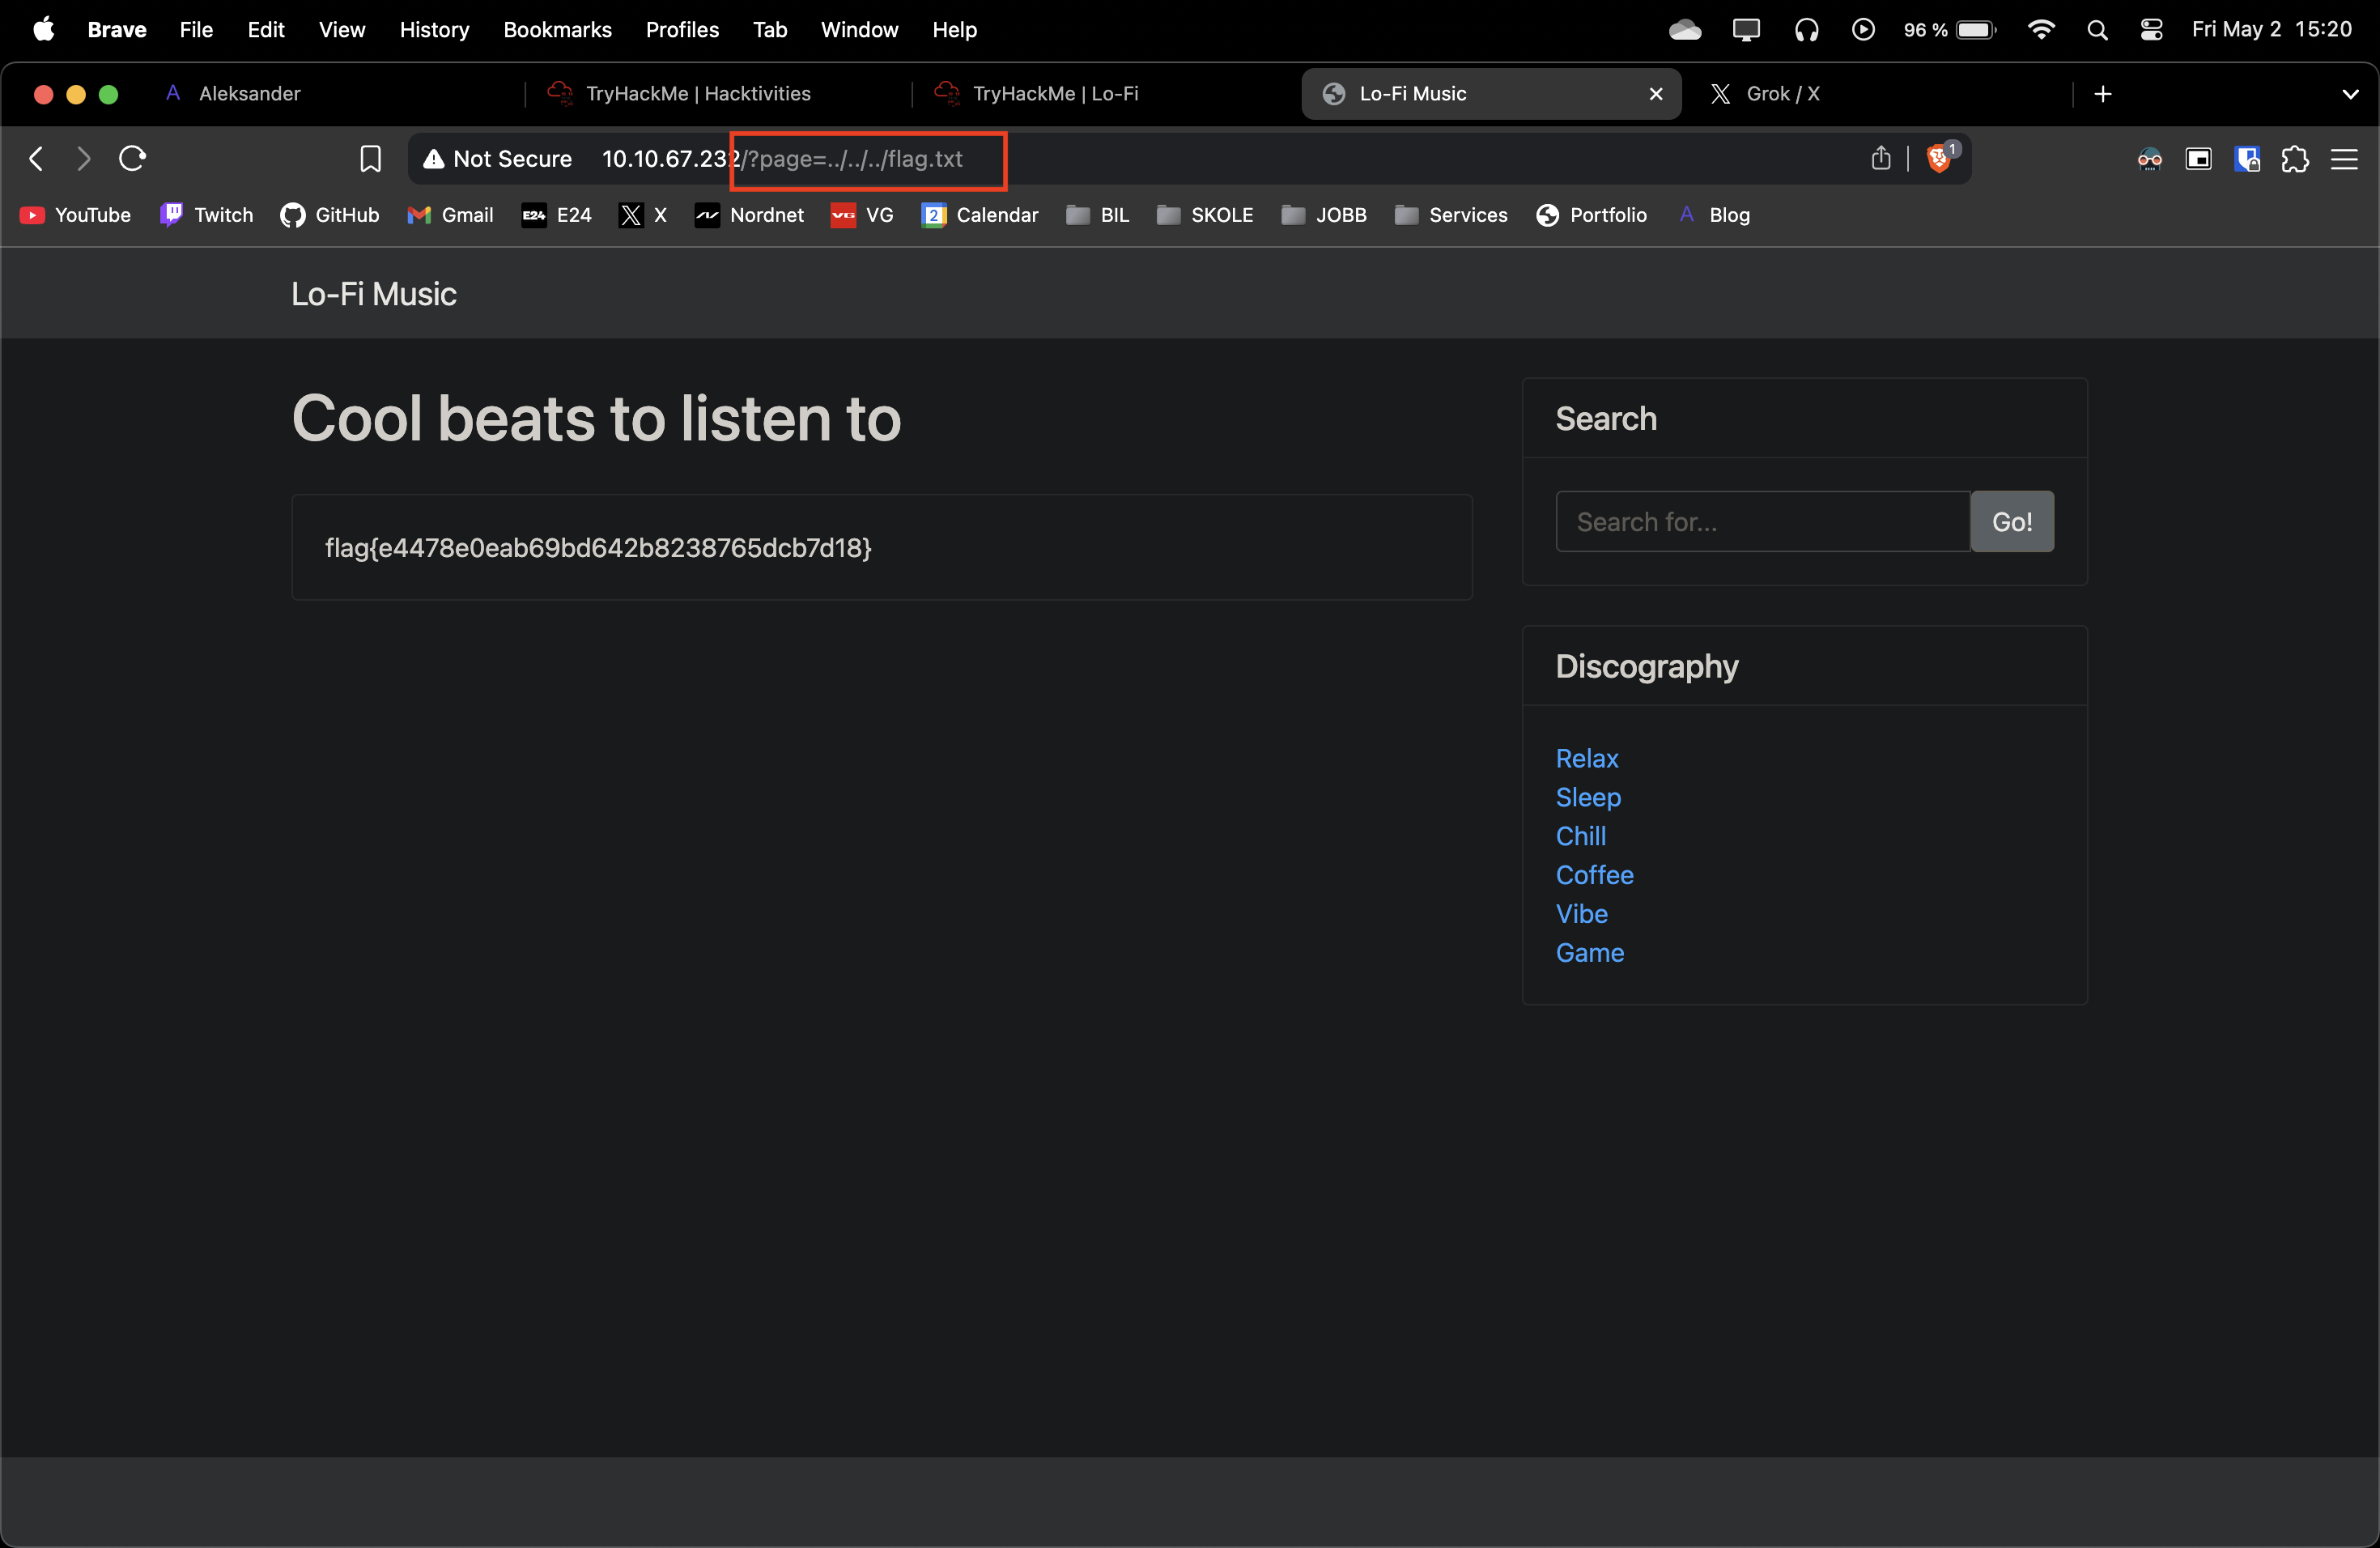 Brave File Edit View History Bookmarks Profiles Tab Window Help 96 % Fri May 2 15:20
Aleksander TryHackMe | Hacktivities TryHackMe | Lo-Fi Lo-Fi Music Grok / X
Not Secure 10.10.67.232/?page=../../../flag.txt 1
YouTube Twitch GitHub Gmail E24 E24 X VG Nordnet VG 2 Calendar BIL SKOLE JOBB Services Portfolio A Blog
Lo-Fi Music
Cool beats to listen to
flag{e4478e0eab69bd642b8238765dcb7d18}
Search
Search for... Go!
Discography
Relax
Sleep
Chill
Coffee
Vibe
Game